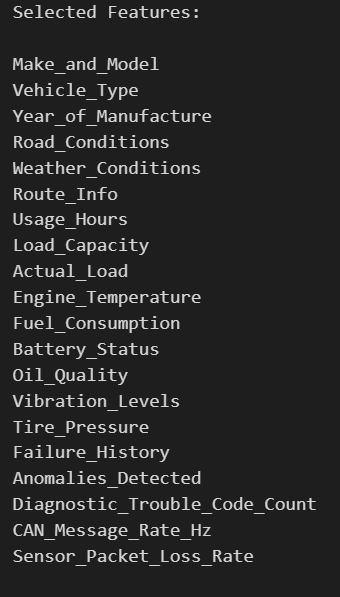 Selected Features:
Make_and_Model
Vehicle_Type
Year_of_Manufacture
Road_Conditions
Weather_Conditions
Route_Info
Usage_Hours
Load_Capacity
Actual_Load
Engine_Temperature
Fuel_Consumption
Battery_Status
Oil_Quality
Vibration_Levels
Tire_Pressure
Failure_History
Anomalies_Detected
Diagnostic_Trouble_Code_Count
CAN_Message_Rate_Hz
Sensor_Packet_Loss_Rate